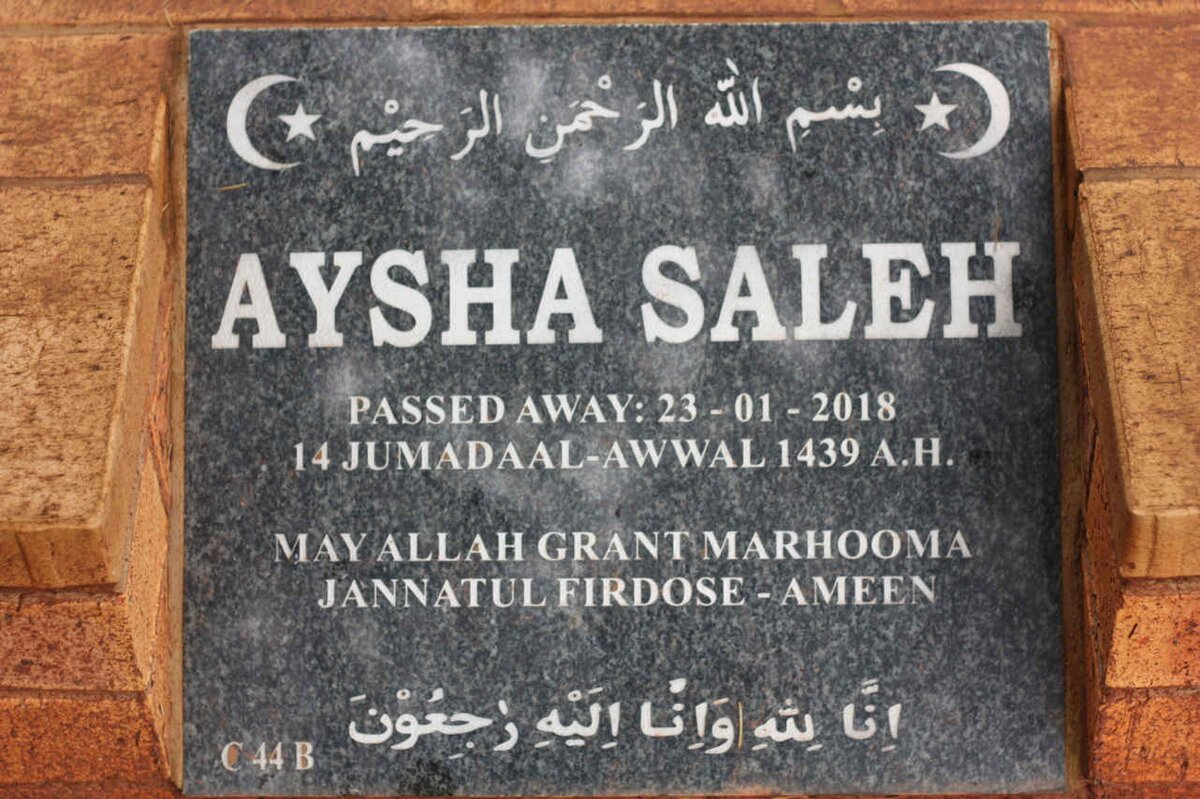 بِسْمِ اللّٰه الرَحْمَنِ الرَحِيْمِ
AYSHA SALEH
PASSED AWAY: 23 - 01 - 2018
14 JUMADAAL-AWWAL 1439 A.H.
MAY ALLAH GRANT MARHOOMA
JANNATUL FIRDOSE - AMEEN
اِنَّا لِلّٰهِ وَاِنَّا اِلَيْهِ رٰجِعُوْنَ
C 44 B